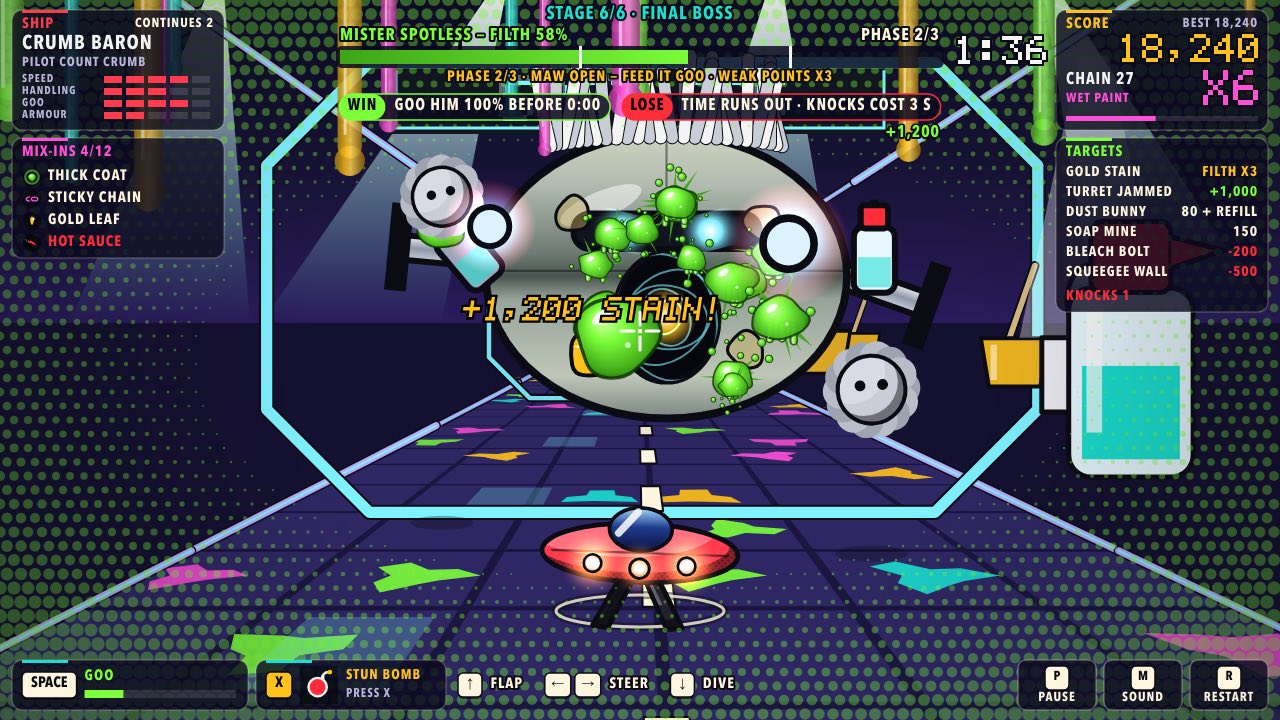 SHIP CONTINUES 2
CRUMB BARON
PILOT COUNT CRUMB
SPEED
HANDLING
GOO
ARMOUR
MIX-INS 4/12
THICK COAT
STICKY CHAIN
GOLD LEAF
HOT SAUCE
STAGE 6/6 · FINAL BOSS
MISTER SPOTLESS – FILTH 58% PHASE 2/3
1:36
PHASE 2/3 · MAW OPEN – FEED IT GOO · WEAK POINTS X3
WIN GOO HIM 100% BEFORE 0:00 LOSE TIME RUNS OUT · KNOCKS COST 3 S
+1,200
+1,200 STAIN!
SCORE BEST 18,240
18,240
CHAIN 27 X6
WET PAINT
TARGETS
GOLD STAIN FILTH X3
TURRET JAMMED +1,000
DUST BUNNY 80 + REFILL
SOAP MINE 150
BLEACH BOLT -200
SQUEEGEE WALL -500
KNOCKS 1
SPACE GOO
X STUN BOMB
PRESS X
↑ FLAP ← → STEER ↓ DIVE
P PAUSE
M SOUND
R RESTART